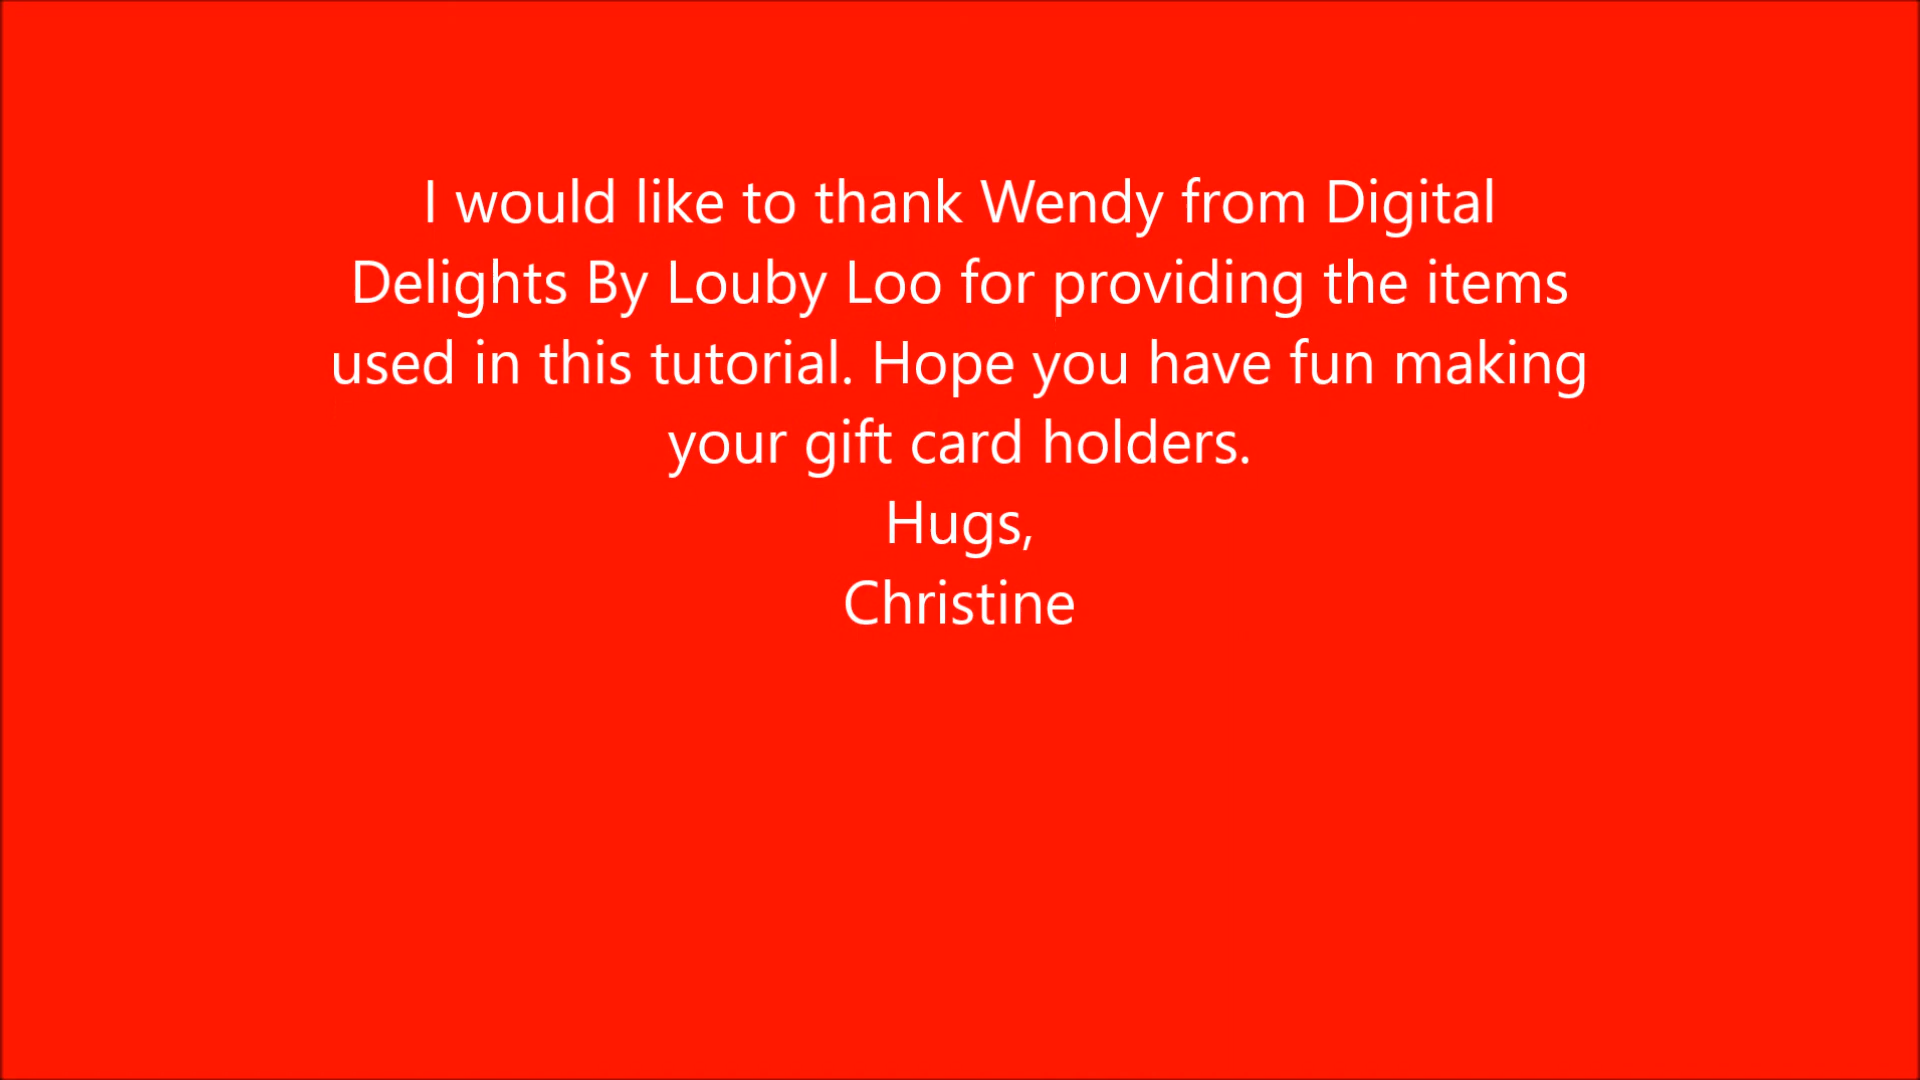 I would like to thank Wendy from Digital
Delights By Louby Loo for providing the items
used in this tutorial. Hope you have fun making
your gift card holders.
Hugs,
Christine